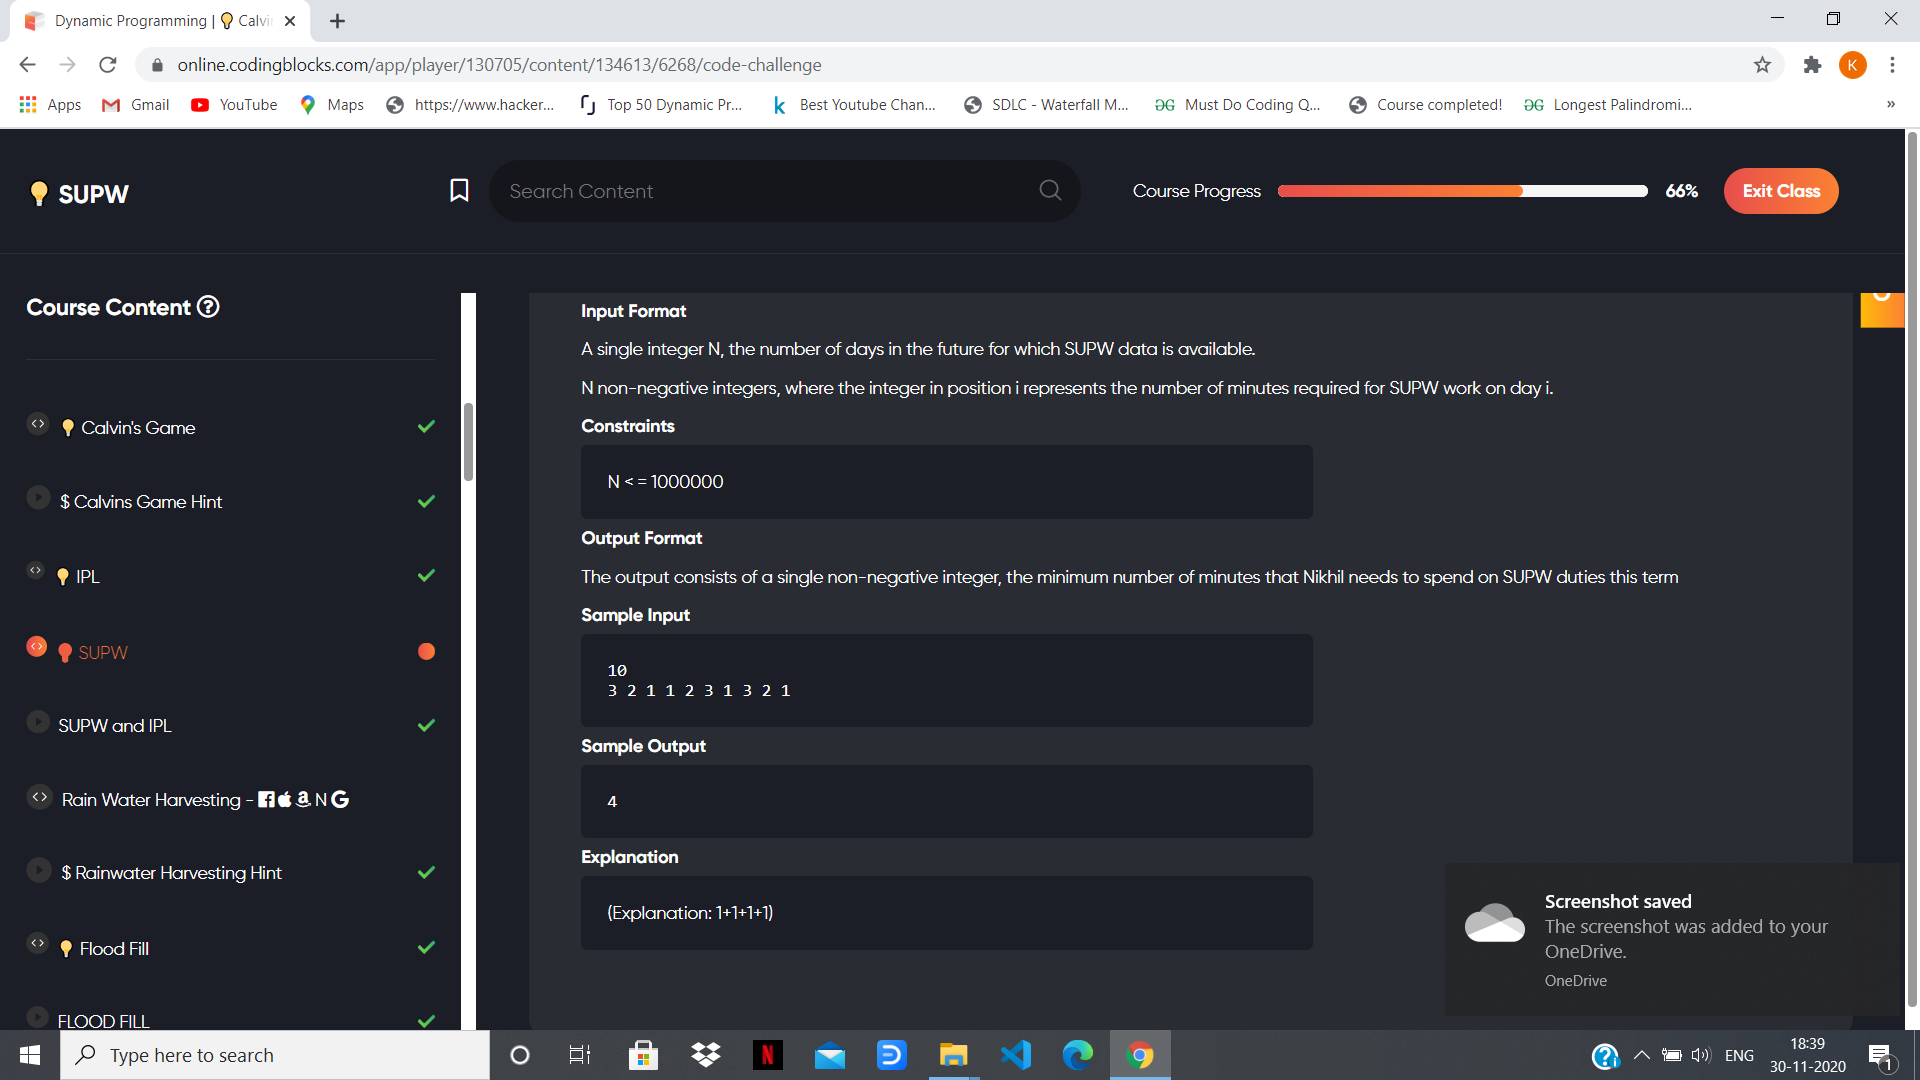 Dynamic Programming | 💡 Calvi
online.codingblocks.com/app/player/130705/content/134613/6268/code-challenge
K
Apps Gmail YouTube Maps https://www.hacker... Top 50 Dynamic Pr... Best Youtube Chan... SDLC - Waterfall M... Must Do Coding Q... Course completed! Longest Palindromi... »
💡 SUPW
Search Content
Course Progress 66%
Exit Class
Course Content
Calvin's Game
$ Calvins Game Hint
IPL
SUPW
SUPW and IPL
Rain Water Harvesting - N G
$ Rainwater Harvesting Hint
Flood Fill
FLOOD FILL
Input Format
A single integer N, the number of days in the future for which SUPW data is available.
N non-negative integers, where the integer in position i represents the number of minutes required for SUPW work on day i.
Constraints
N < = 1000000
Output Format
The output consists of a single non-negative integer, the minimum number of minutes that Nikhil needs to spend on SUPW duties this term
Sample Input
10
3 2 1 1 2 3 1 3 2 1
Sample Output
4
Explanation
(Explanation: 1+1+1+1)
Screenshot saved
The screenshot was added to your
OneDrive.
OneDrive
Type here to search
ENG
18:39
30-11-2020
1